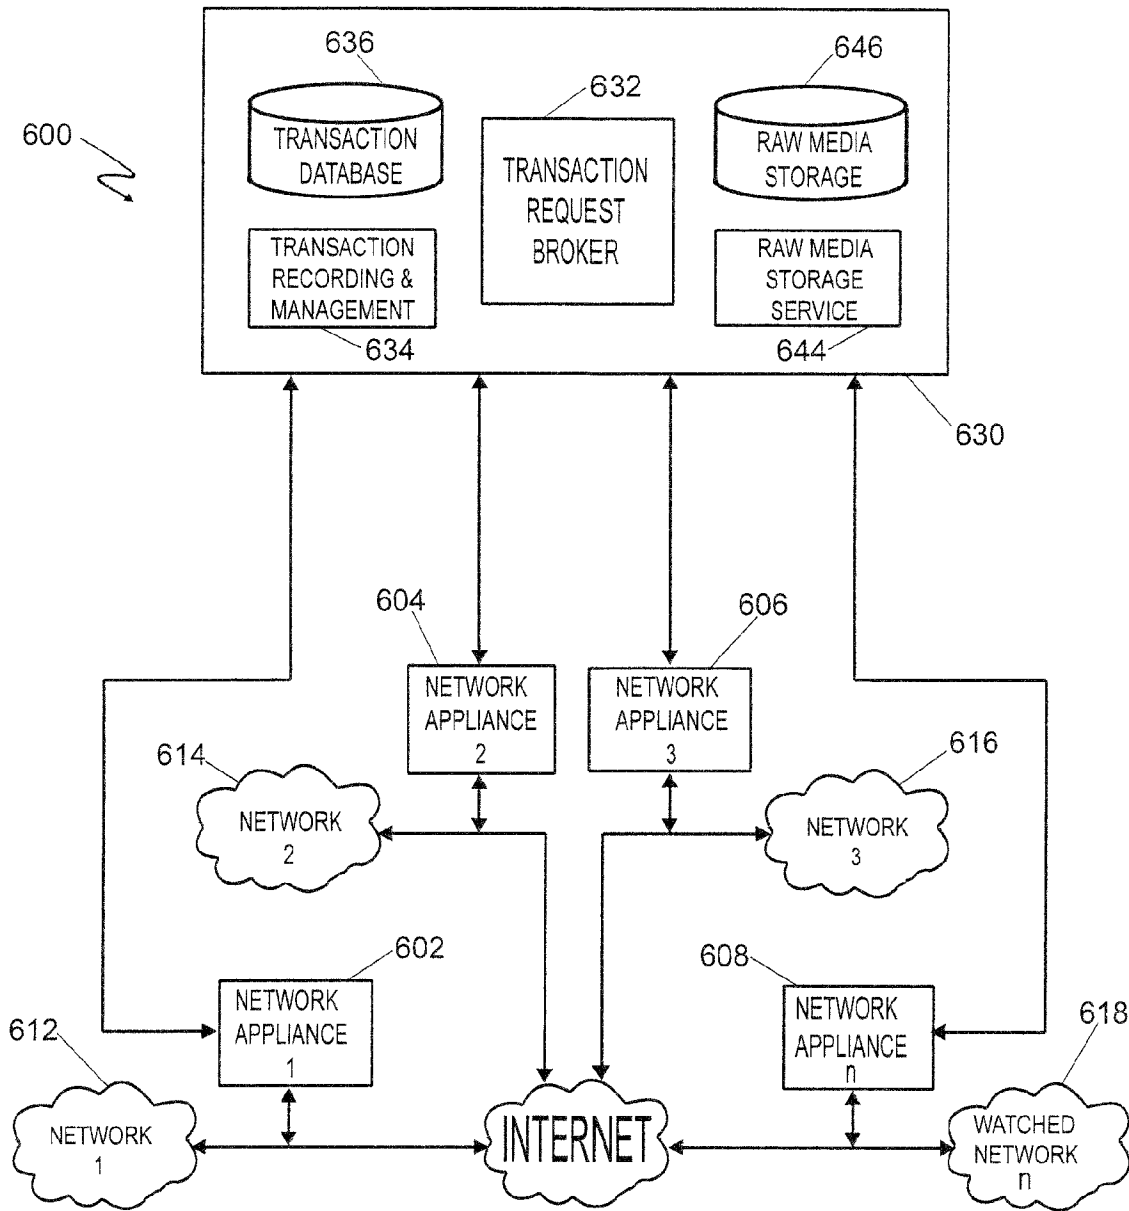 636
646
632
600
TRANSACTION
DATABASE
TRANSACTION
REQUEST
BROKER
RAW MEDIA
STORAGE
TRANSACTION
RECORDING &
MANAGEMENT
RAW MEDIA
STORAGE
SERVICE
634
644
630
604
606
NETWORK
APPLIANCE
2
NETWORK
APPLIANCE
3
614
616
NETWORK
2
NETWORK
3
602
608
NETWORK
APPLIANCE
1
NETWORK
APPLIANCE
n
612
618
NETWORK
1
INTERNET
WATCHED
NETWORK
n